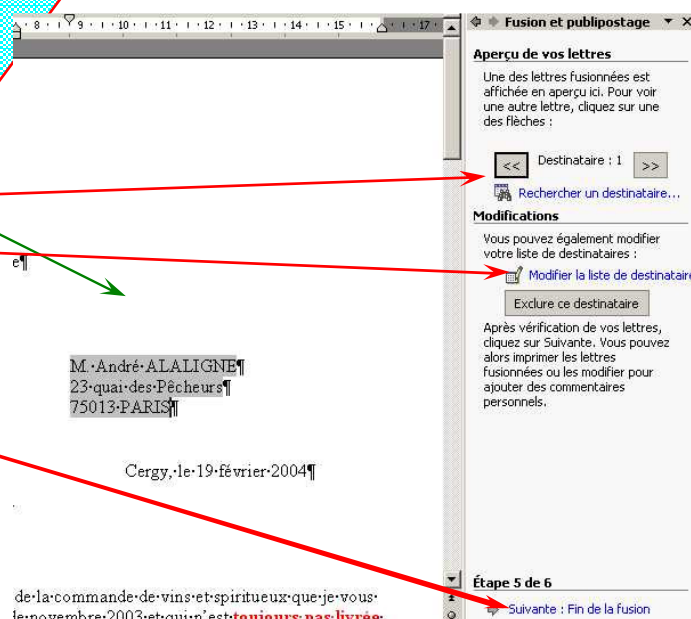 · 8 · ı · 9 · ı · 10 · ı · 11 · ı · 12 · ı · 13 · ı · 14 · ı · 15 · ı · ı · 17 ·
e¶
M.·André·ALALIGNE¶
23·quai·des·Pêcheurs¶
75013·PARIS¶
Cergy,·le·19·février·2004¶
de·la·commande·de·vins·et·spiritueux·que·je·vous·
novembre·2003·et·qui·n'est·toujours·pas·livrée·
Fusion et publipostage
Aperçu de vos lettres
Une des lettres fusionnées est
affichée en aperçu ici. Pour voir
une autre lettre, cliquez sur une
des flèches :
<< Destinataire : 1 >>
Rechercher un destinataire...
Modifications
Vous pouvez également modifier
votre liste de destinataires :
Modifier la liste de destinataire
Exclure ce destinataire
Après vérification de vos lettres,
cliquez sur Suivante. Vous pouvez
alors imprimer les lettres
fusionnées ou les modifier pour
ajouter des commentaires
personnels.
Étape 5 de 6
Suivante : Fin de la fusion